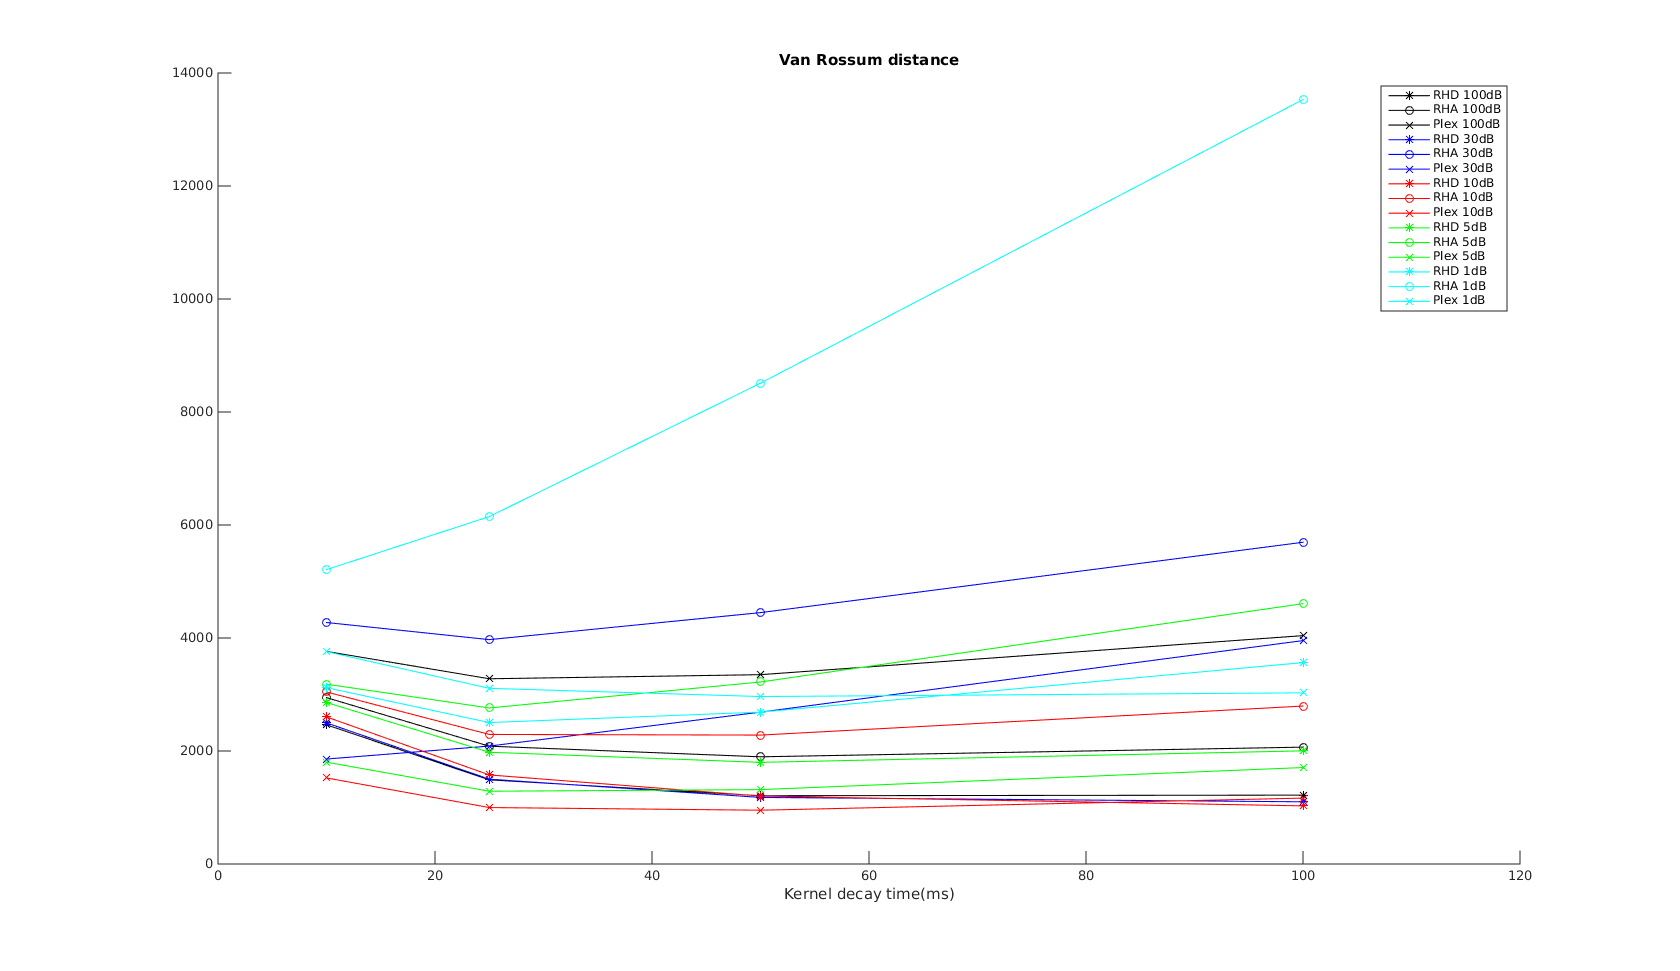 Van Rossum distance
14000
12000
10000
8000
6000
4000
2000
0
RHD 100dB
RHA 100dB
Plex 100dB
RHD 30dB
RHA 30dB
Plex 30dB
RHD 10dB
RHA 10dB
Plex 10dB
RHD 5dB
RHA 5dB
Plex 5dB
RHD 1dB
RHA 1dB
Plex 1dB
0 20 40 60 80 100 120
Kernel decay time(ms)